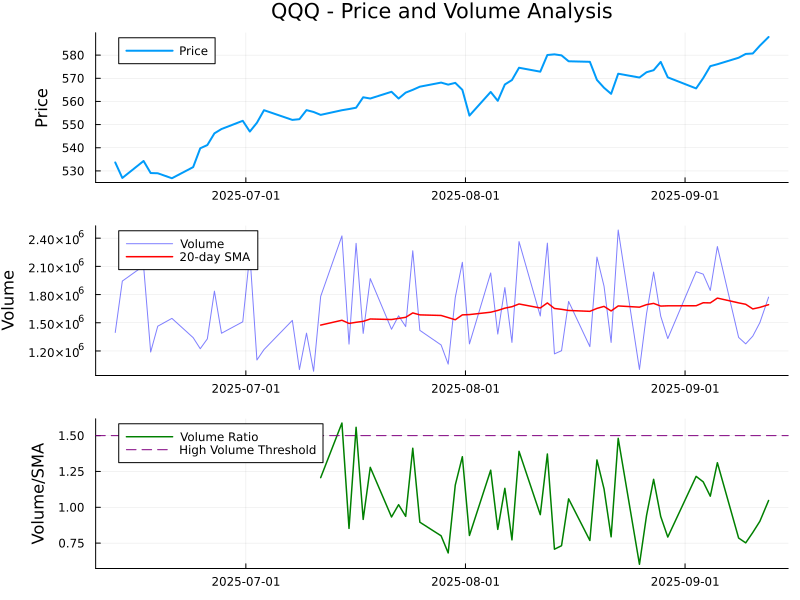 QQQ - Price and Volume Analysis
Price
580
570
560
550
540
530
Price
2025-07-01 2025-08-01 2025-09-01
Volume
2.40×10⁶
2.10×10⁶
1.80×10⁶
1.50×10⁶
1.20×10⁶
Volume
20-day SMA
2025-07-01 2025-08-01 2025-09-01
Volume/SMA
1.50
1.25
1.00
0.75
Volume Ratio
High Volume Threshold
2025-07-01 2025-08-01 2025-09-01